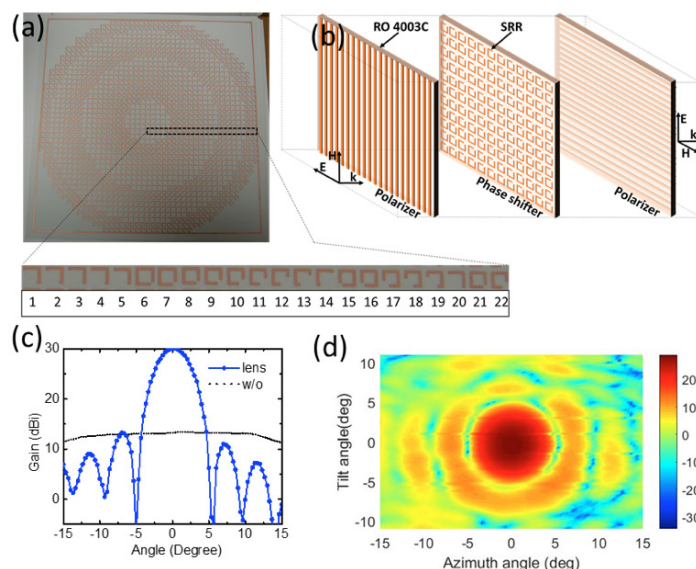 (a)
(b)
RO 4003C
SRR
H
E
k
Polarizer
Phase shifter
Polarizer
E
k
H
1 2 3 4 5 6 7 8 9 10 11 12 13 14 15 16 17 18 19 20 21 22
(c)
30
20
10
0
Gain (dBi)
lens
w/o
-15 -10 -5 0 5 10 15
Angle (Degree)
(d)
10
5
0
-5
-10
Tilt angle(deg)
-15 -10 -5 0 5 10 15
Azimuth angle (deg)
20
10
0
-10
-20
-30